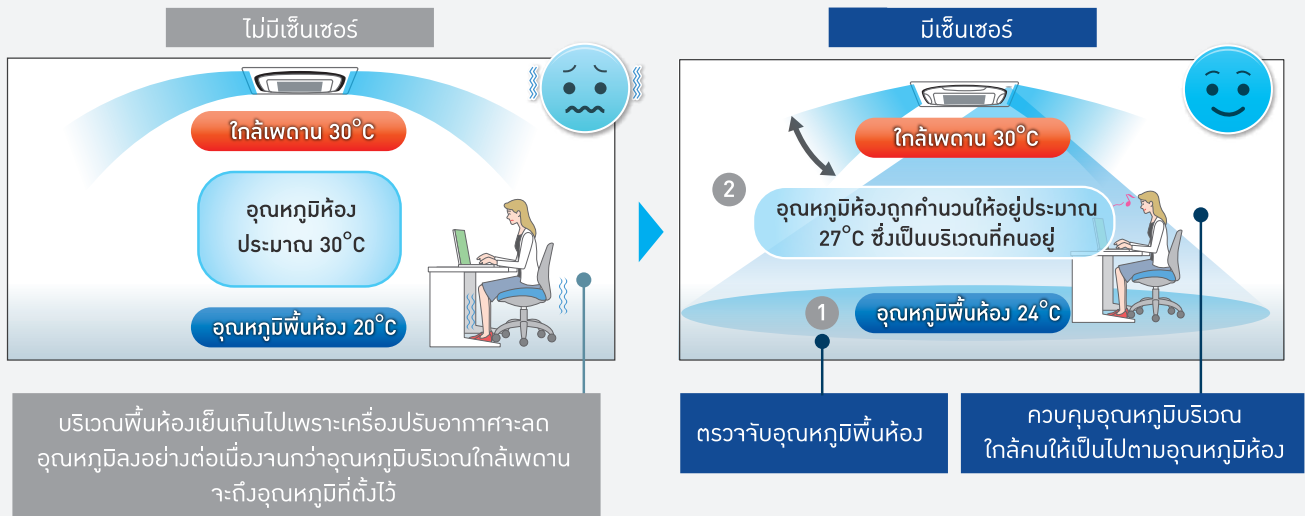 ไม่มีเซ็นเซอร์
ใกล้เพดาน 30°C
อุณหภูมิห้อง
ประมาณ 30°C
อุณหภูมิพื้นห้อง 20°C
บริเวณพื้นห้องเย็นเกินไปเพราะเครื่องปรับอากาศจะลด
อุณหภูมิลงอย่างต่อเนื่องจนกว่าอุณหภูมิบริเวณใกล้เพดาน
จะถึงอุณหภูมิที่ตั้งไว้
มีเซ็นเซอร์
ใกล้เพดาน 30°C
2
อุณหภูมิห้องถูกคำนวนให้อยู่ประมาณ
27°C ซึ่งเป็นบริเวณที่คนอยู่
1
อุณหภูมิพื้นห้อง 24°C
ตรวจจับอุณหภูมิพื้นห้อง
ควบคุมอุณหภูมิบริเวณ
ใกล้คนให้เป็นไปตามอุณหภูมิห้อง